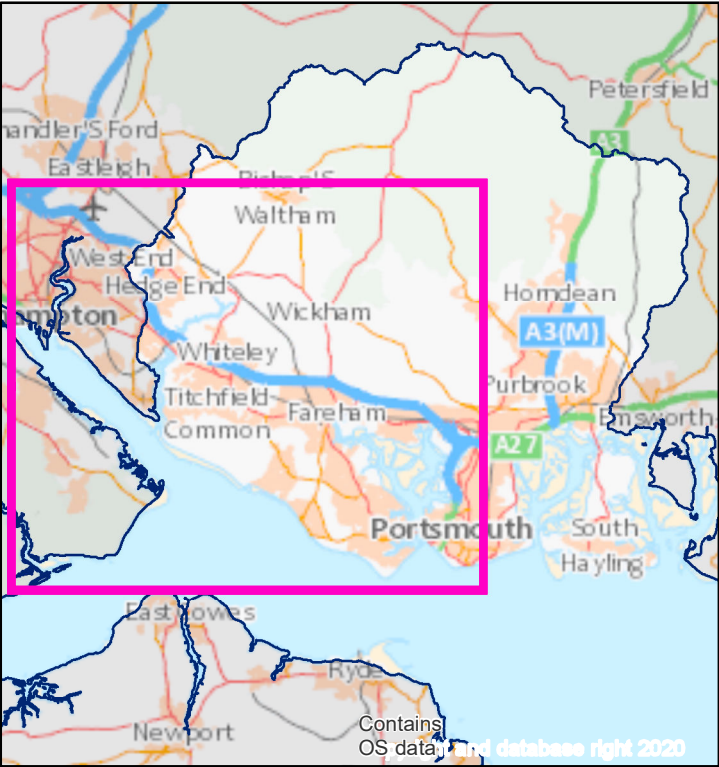 Petersfield
handler'S Ford
A3
Eastleigh
Bishop'S
Waltham
West End
Hedge End
Horndean
Wickham
ampton
A3(M)
Whiteley
Purbrook
Titchfield
Common
Fareham
Emsworth
A27
Portsmouth
South
Hayling
East Cowes
Ryde
Newport
Contains
OS data
and database right 2020